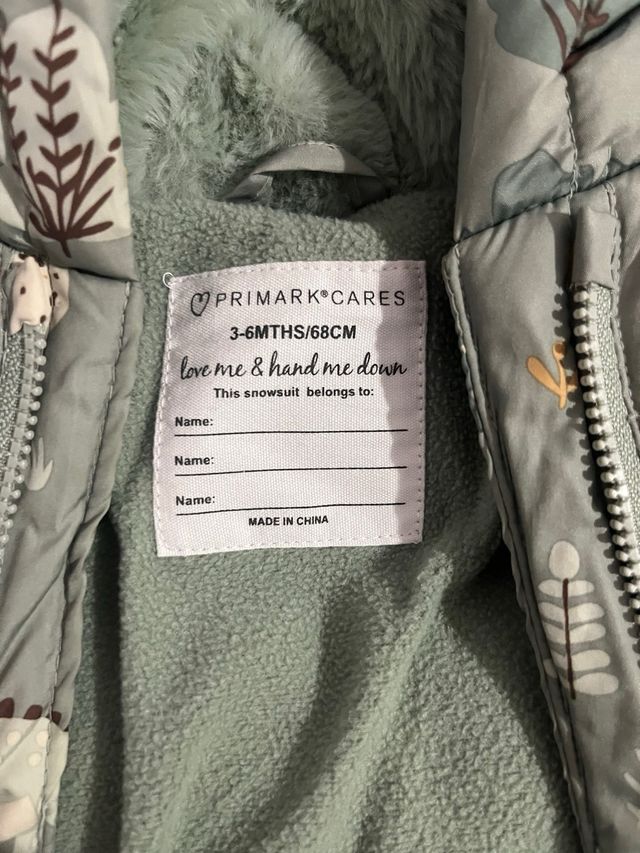 PRIMARK®CARES
3-6MTHS/68CM
love me & hand me down
This snowsuit belongs to:
Name:
Name:
Name:
MADE IN CHINA